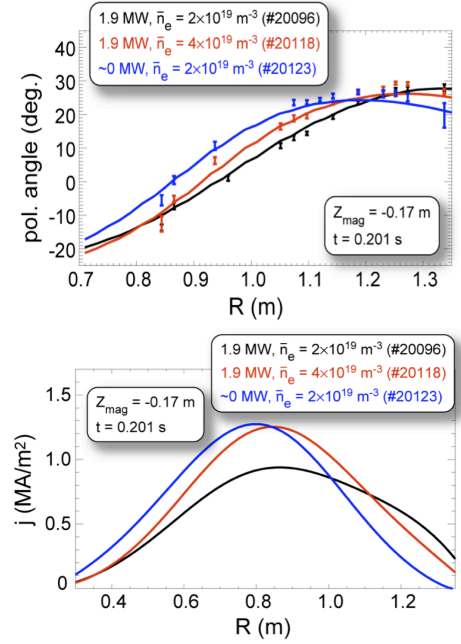 1.9 MW, n̅e = 2×10¹⁹ m⁻³ (#20096)
1.9 MW, n̅e = 4×10¹⁹ m⁻³ (#20118)
~0 MW, n̅e = 2×10¹⁹ m⁻³ (#20123)
pol. angle (deg.)
40
30
20
10
0
-10
-20
Zmag = -0.17 m
t = 0.201 s
0.7 0.8 0.9 1.0 1.1 1.2 1.3
R (m)
1.9 MW, n̅e = 2×10¹⁹ m⁻³ (#20096)
1.9 MW, n̅e = 4×10¹⁹ m⁻³ (#20118)
~0 MW, n̅e = 2×10¹⁹ m⁻³ (#20123)
Zmag = -0.17 m
t = 0.201 s
j (MA/m²)
1.5
1.0
0.5
0
0.4 0.6 0.8 1.0 1.2
R (m)